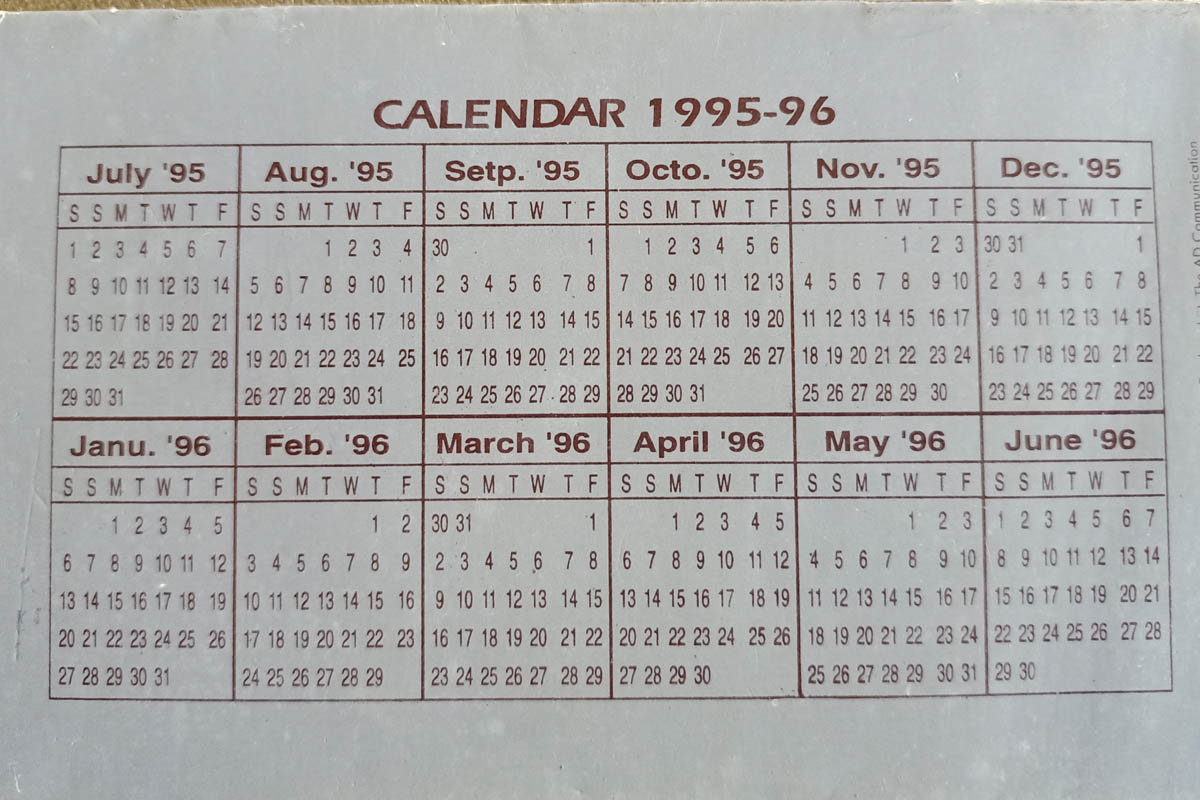 CALENDAR 1995-96
July '95 Aug. '95 Setp. '95 Octo. '95 Nov. '95 Dec. '95
S S M T W T F S S M T W T F S S M T W T F S S M T W T F S S M T W T F S S M T W T F
1 2 3 4 5 6 7 1 2 3 4 30 1 1 2 3 4 5 6 1 2 3 30 31 1
8 9 10 11 12 13 14 5 6 7 8 9 10 11 2 3 4 5 6 7 8 7 8 9 10 11 12 13 4 5 6 7 8 9 10 2 3 4 5 6 7 8
15 16 17 18 19 20 21 12 13 14 15 16 17 18 9 10 11 12 13 14 15 14 15 16 17 18 19 20 11 12 13 14 15 16 17 9 10 11 12 13 14 15
22 23 24 25 26 27 28 19 20 21 22 23 24 25 16 17 18 19 20 21 22 21 22 23 24 25 26 27 18 19 20 21 22 23 24 16 17 18 19 20 21 22
29 30 31 26 27 28 29 30 31 23 24 25 26 27 28 29 28 29 30 31 25 26 27 28 29 30 23 24 25 26 27 28 29
Janu. '96 Feb. '96 March '96 April '96 May '96 June '96
S S M T W T F S S M T W T F S S M T W T F S S M T W T F S S M T W T F S S M T W T F
1 2 3 4 5 1 2 30 31 1 1 2 3 4 5 1 2 3 1 2 3 4 5 6 7
6 7 8 9 10 11 12 3 4 5 6 7 8 9 2 3 4 5 6 7 8 6 7 8 9 10 11 12 4 5 6 7 8 9 10 8 9 10 11 12 13 14
13 14 15 16 17 18 19 10 11 12 13 14 15 16 9 10 11 12 13 14 15 13 14 15 16 17 18 19 11 12 13 14 15 16 17 15 16 17 18 19 20 21
20 21 22 23 24 25 26 17 18 19 20 21 22 23 16 17 18 19 20 21 22 20 21 22 23 24 25 26 18 19 20 21 22 23 24 22 23 24 25 26 27 28
27 28 29 30 31 24 25 26 27 28 29 23 24 25 26 27 28 29 27 28 29 30 25 26 27 28 29 30 31 29 30
The AD Communication